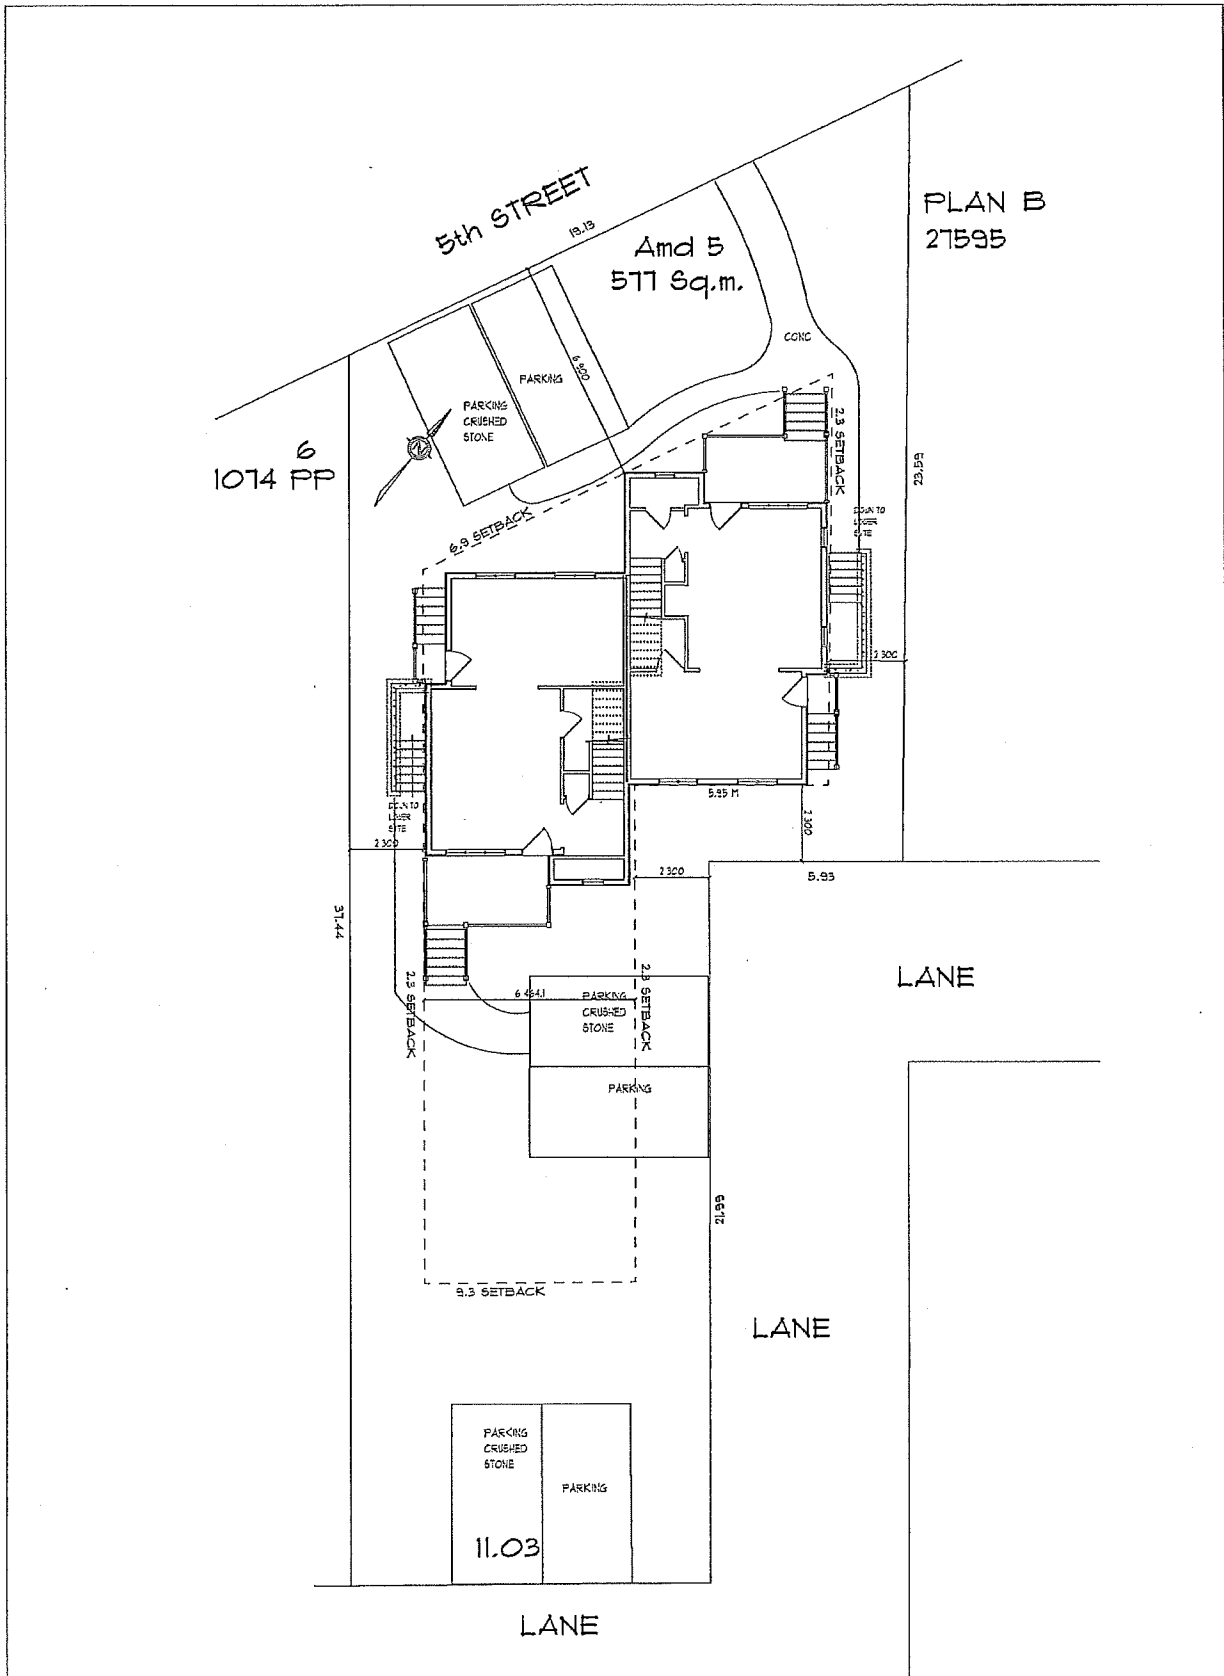 5th STREET
19.13
Amd 5
577 Sq.m.
PLAN B
27595
CONC
PARKING
6 900
PARKING
CRUSHED
STONE
N
6
1074 PP
2.3 SETBACK
23.59
6.9 SETBACK
DOWN TO
LOWER
SITE
2 300
5.95 M
DOWN TO
LOWER
SITE
2 300
2 300
2 300
5.93
37.44
LANE
2.3 SETBACK
2.3 SETBACK
6 464.1
PARKING
CRUSHED
STONE
PARKING
21.99
9.3 SETBACK
LANE
PARKING
CRUSHED
STONE
PARKING
11.03
LANE